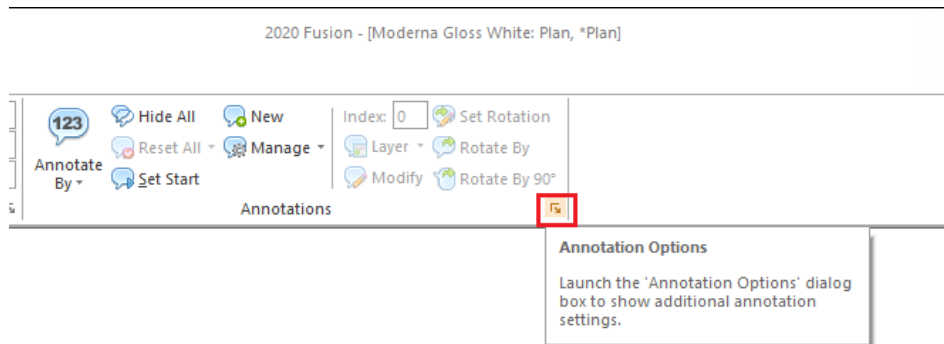 2020 Fusion - [Moderna Gloss White: Plan, *Plan]
123 Hide All New Index: 0 Set Rotation
Annotate Reset All Manage Layer Rotate By
By Set Start Modify Rotate By 90°
Annotations
Annotation Options
Launch the 'Annotation Options' dialog
box to show additional annotation
settings.